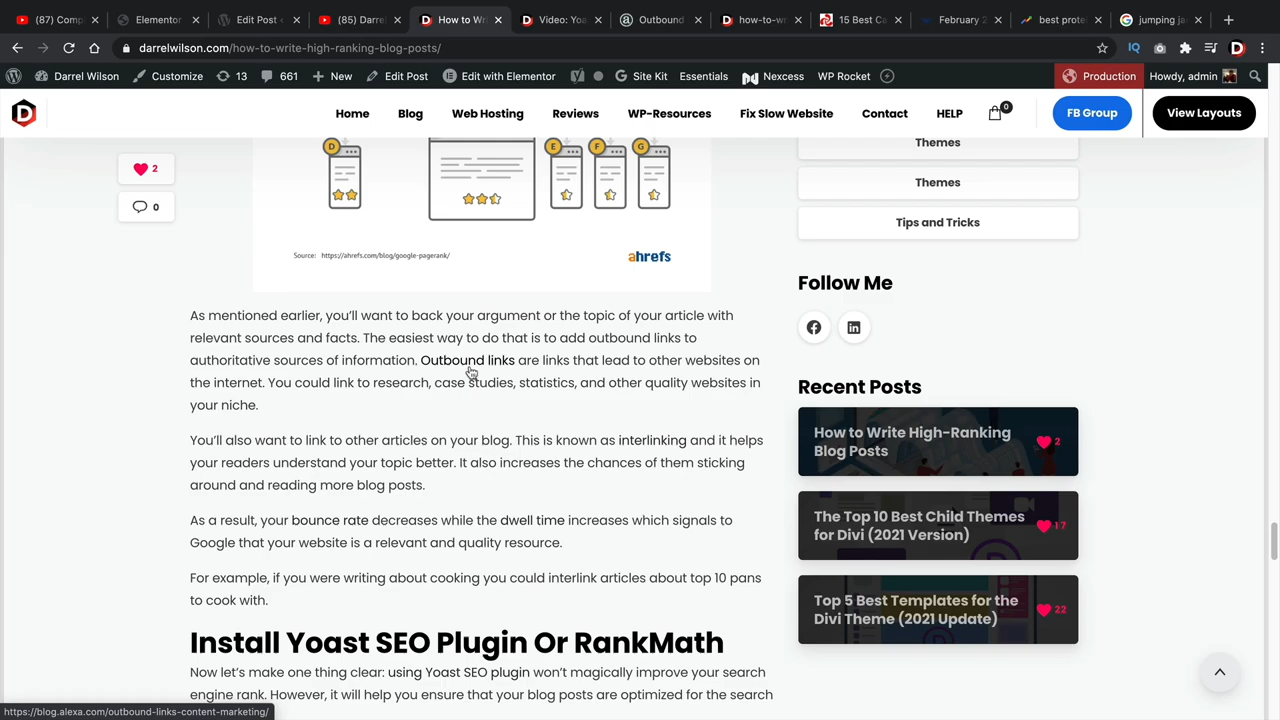 (87) Comp
Elementor
Edit Post ‹
(85) Darrel
How to Wri
Video: Yoa
Outbound
how-to-wri
15 Best Ca
February 2
best prote
jumping ja
darrelwilson.com/how-to-write-high-ranking-blog-posts/
Darrel Wilson
Customize
13
661
New
Edit Post
Edit with Elementor
Site Kit
Essentials
Nexcess
WP Rocket
Production
Howdy, admin
Home
Blog
Web Hosting
Reviews
WP-Resources
Fix Slow Website
Contact
HELP
0
FB Group
View Layouts
2
0
D
E
F
G
Source: https://ahrefs.com/blog/google-pagerank/
ahrefs
As mentioned earlier, you'll want to back your argument or the topic of your article with
relevant sources and facts. The easiest way to do that is to add outbound links to
authoritative sources of information. Outbound links are links that lead to other websites on
the internet. You could link to research, case studies, statistics, and other quality websites in
your niche.
You'll also want to link to other articles on your blog. This is known as interlinking and it helps
your readers understand your topic better. It also increases the chances of them sticking
around and reading more blog posts.
As a result, your bounce rate decreases while the dwell time increases which signals to
Google that your website is a relevant and quality resource.
For example, if you were writing about cooking you could interlink articles about top 10 pans
to cook with.
Install Yoast SEO Plugin Or RankMath
Now let's make one thing clear: using Yoast SEO plugin won't magically improve your search
engine rank. However, it will help you ensure that your blog posts are optimized for the search
Themes
Themes
Tips and Tricks
Follow Me
Recent Posts
How to Write High-Ranking
Blog Posts
2
The Top 10 Best Child Themes
for Divi (2021 Version)
17
Top 5 Best Templates for the
Divi Theme (2021 Update)
22
https://blog.alexa.com/outbound-links-content-marketing/